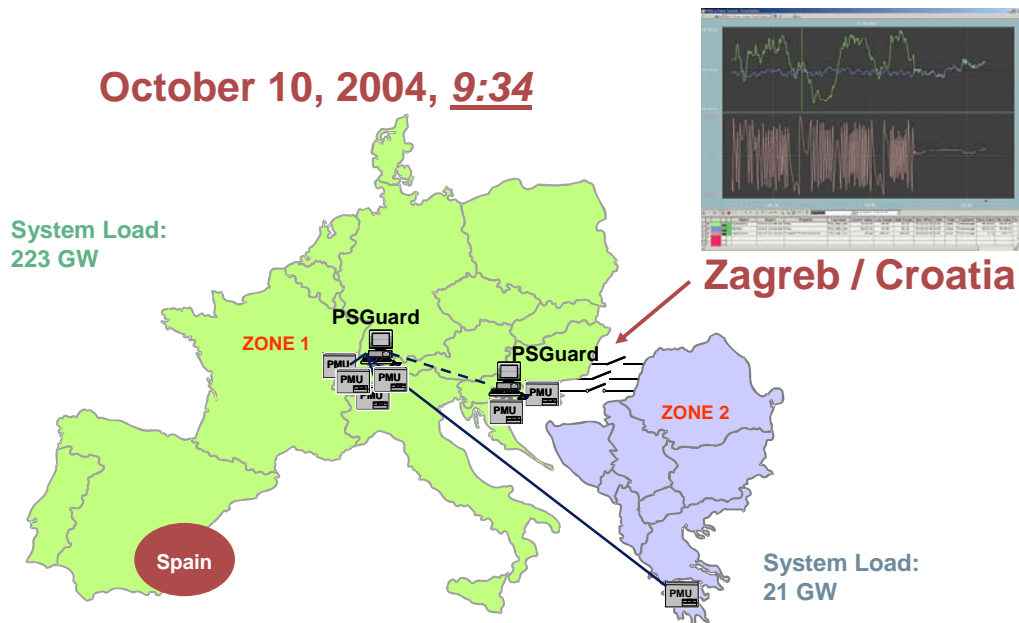 October 10, 2004, 9:34
System Load:
223 GW
Zagreb / Croatia
PSGuard
ZONE 1
PSGuard
PMU
PMU
PMU
PMU
PMU
PMU
ZONE 2
Spain
System Load:
21 GW
PMU